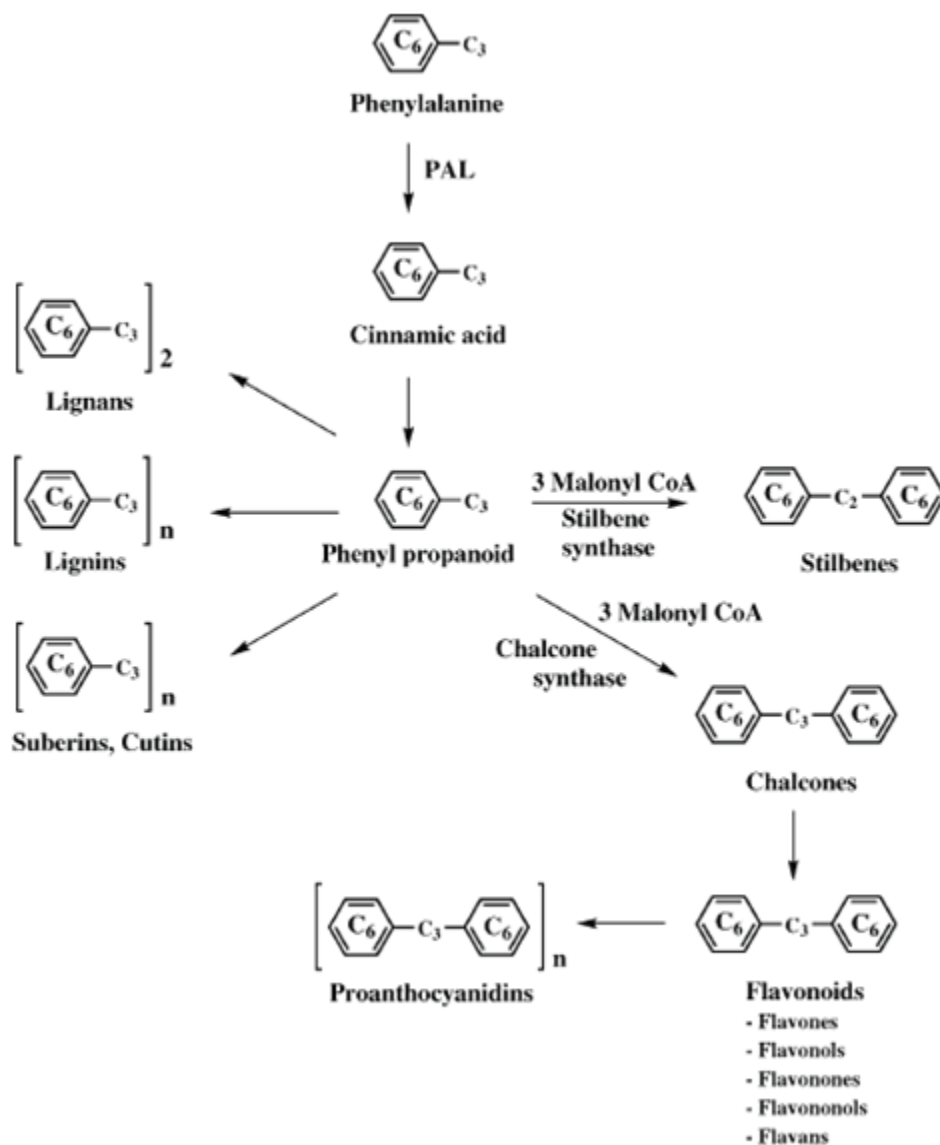 C6 C3
Phenylalanine
PAL
C6 C3
Cinnamic acid
[C6 C3]2
Lignans
[C6 C3]n
Lignins
C6 C3
Phenyl propanoid
3 Malonyl CoA
Stilbene
synthase
C6 C2 C6
Stilbenes
[C6 C3]n
Suberins, Cutins
3 Malonyl CoA
Chalcone
synthase
C6 C3 C6
Chalcones
[C6 C3 C6]n
Proanthocyanidins
C6 C3 C6
Flavonoids
- Flavones
- Flavonols
- Flavonones
- Flavononols
- Flavans